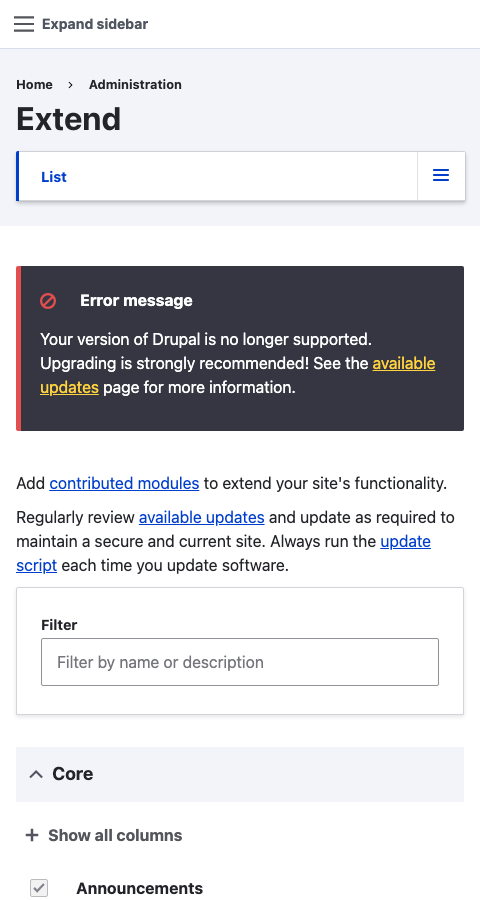 Expand sidebar
Home › Administration
Extend
List
Error message
Your version of Drupal is no longer supported.
Upgrading is strongly recommended! See the available
updates page for more information.
Add contributed modules to extend your site's functionality.
Regularly review available updates and update as required to
maintain a secure and current site. Always run the update
script each time you update software.
Filter
Filter by name or description
Core
Show all columns
Announcements